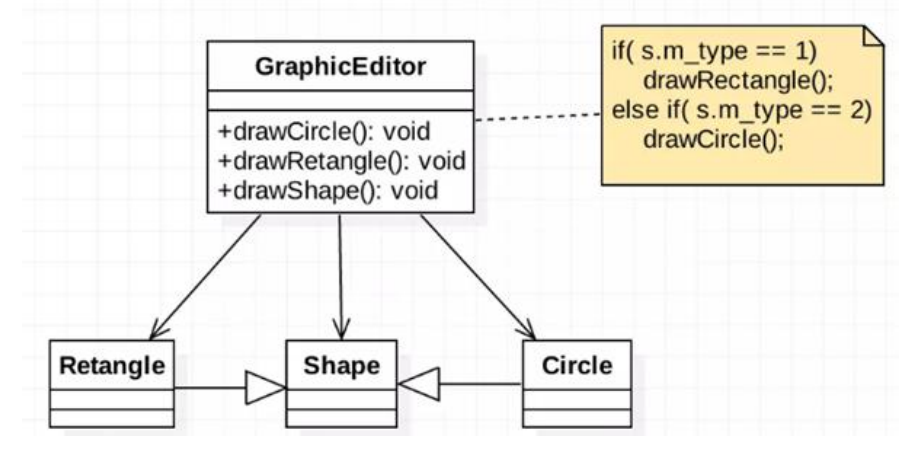 GraphicEditor
+drawCircle(): void
+drawRetangle(): void
+drawShape(): void
if( s.m_type == 1)
drawRectangle();
else if( s.m_type == 2)
drawCircle();
Retangle
Shape
Circle